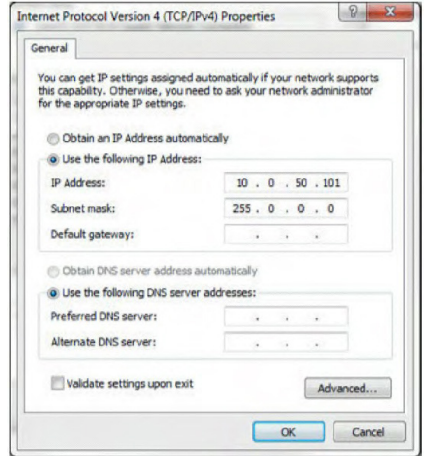 Internet Protocol Version 4 (TCP/IPv4) Properties
General
You can get IP settings assigned automatically if your network supports
this capability. Otherwise, you need to ask your network administrator
for the appropriate IP settings.
Obtain an IP Address automatically
Use the following IP Address:
IP Address: 10 . 0 . 50 . 101
Subnet mask: 255 . 0 . 0 . 0
Default gateway: . . .
Obtain DNS server address automatically
Use the following DNS server addresses:
Preferred DNS server: . . .
Alternate DNS server: . . .
Validate settings upon exit
Advanced...
OK Cancel